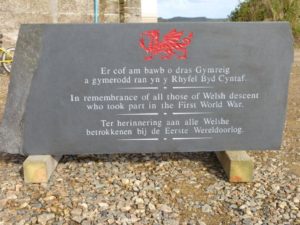 Er cof am bawb o dras Gymreig
a gymerodd ran yn y Rhyfel Byd Cyntaf.
In remembrance of all those of Welsh descent
who took part in the First World War.
Ter herinnering aan alle Welshe
betrokkenen bij de Eerste Wereldoorlog.